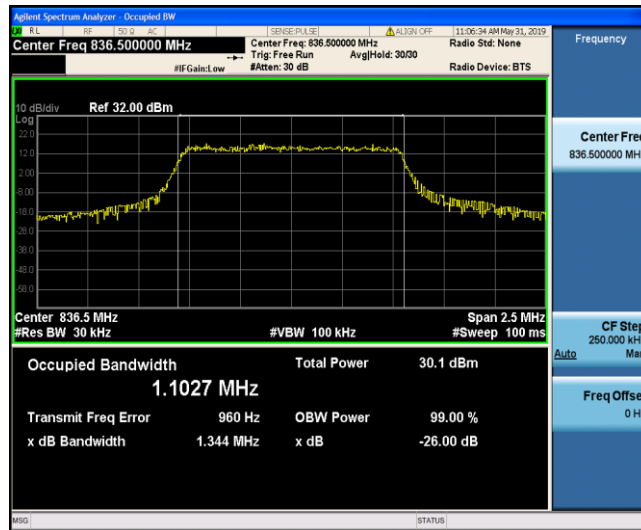 Agilent Spectrum Analyzer - Occupied BW
RL RF 50 Ω AC SENSE:PULSE ALIGN OFF 11:06:34 AM May 31, 2019
Center Freq 836.500000 MHz
Center Freq: 836.500000 MHz
Radio Std: None
Trig: Free Run Avg|Hold: 30/30
#IFGain:Low
#Atten: 30 dB
Radio Device: BTS
10 dB/div Ref 32.00 dBm
Log
22.0
12.0
2.00
-8.00
-18.0
-28.0
-38.0
-48.0
-58.0
Center 836.5 MHz Span 2.5 MHz
#Res BW 30 kHz #VBW 100 kHz #Sweep 100 ms
Occupied Bandwidth Total Power 30.1 dBm
1.1027 MHz
Transmit Freq Error 960 Hz OBW Power 99.00 %
x dB Bandwidth 1.344 MHz x dB -26.00 dB
MSG STATUS
Frequency
Center Fre
836.500000 MH
CF Step
250.000 kH
Auto Ma
Freq Offse
0 H